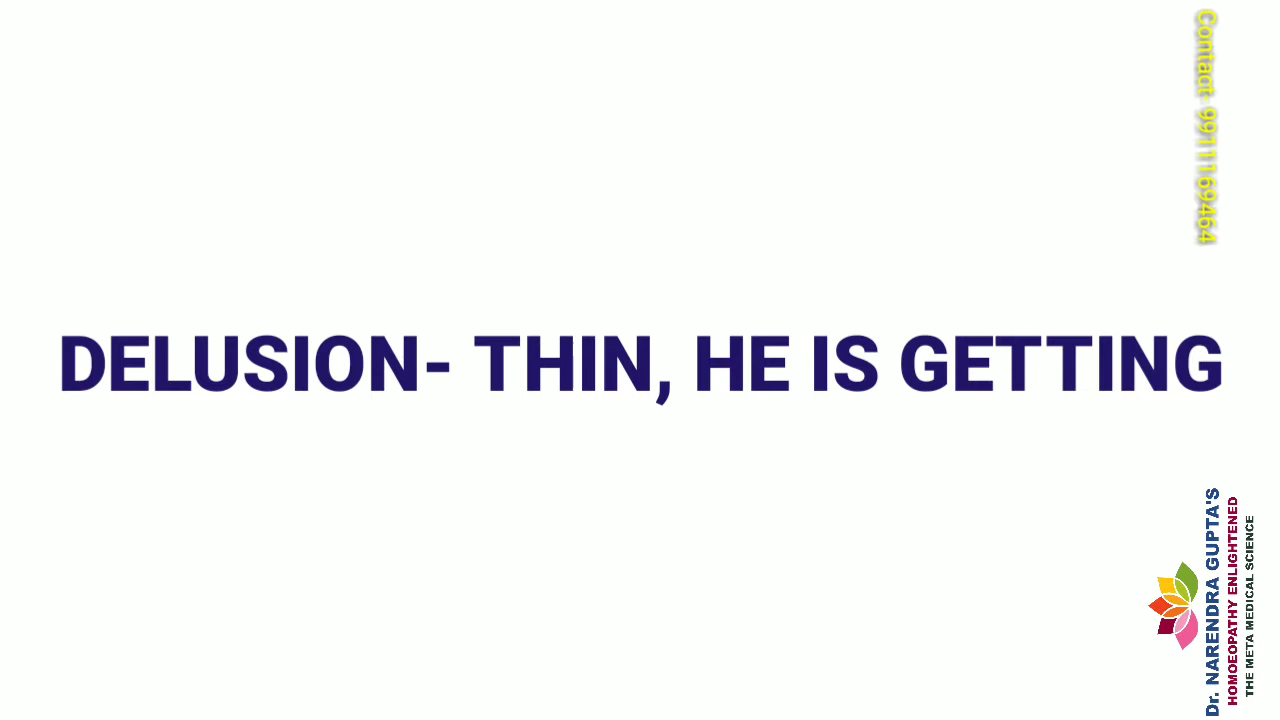 Contact- 9911169464
DELUSION- THIN, HE IS GETTING
Dr. NARENDRA GUPTA'S
HOMOEOPATHY ENLIGHTENED
THE META MEDICAL SCIENCE